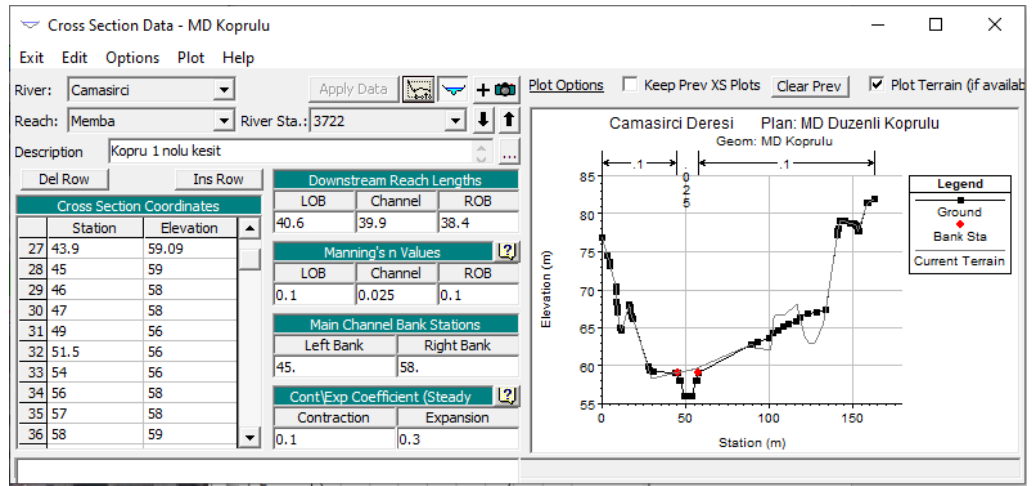 Cross Section Data - MD Koprulu
Exit Edit Options Plot Help
River: Camasirci Apply Data
Reach: Memba River Sta.: 3722
Description Kopru 1 nolu kesit ...
Del Row Ins Row
Cross Section Coordinates
Station Elevation
27 43.9 59.09
28 45 59
29 46 58
30 47 58
31 49 56
32 51.5 56
33 54 56
34 56 58
35 57 58
36 58 59
Downstream Reach Lengths
LOB Channel ROB
40.6 39.9 38.4
Manning's n Values
LOB Channel ROB
0.1 0.025 0.1
Main Channel Bank Stations
Left Bank Right Bank
45. 58.
Cont\Exp Coefficient (Steady
Contraction Expansion
0.1 0.3
Plot Options Keep Prev XS Plots Clear Prev Plot Terrain (if availab
Camasirci Deresi Plan: MD Duzenli Koprulu
Geom: MD Koprulu
.1 .025 .1
85
80
75
70
65
60
55
Elevation (m)
0 50 100 150
Station (m)
Legend
Ground
Bank Sta
Current Terrain